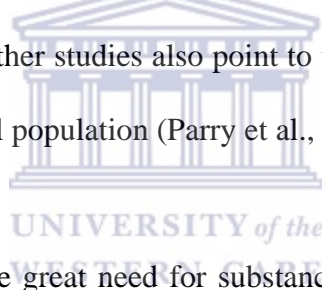 ther studies also point to
l population (Parry et al.,
UNIVERSITY of the
e great need for substanc
WESTERN CAPE